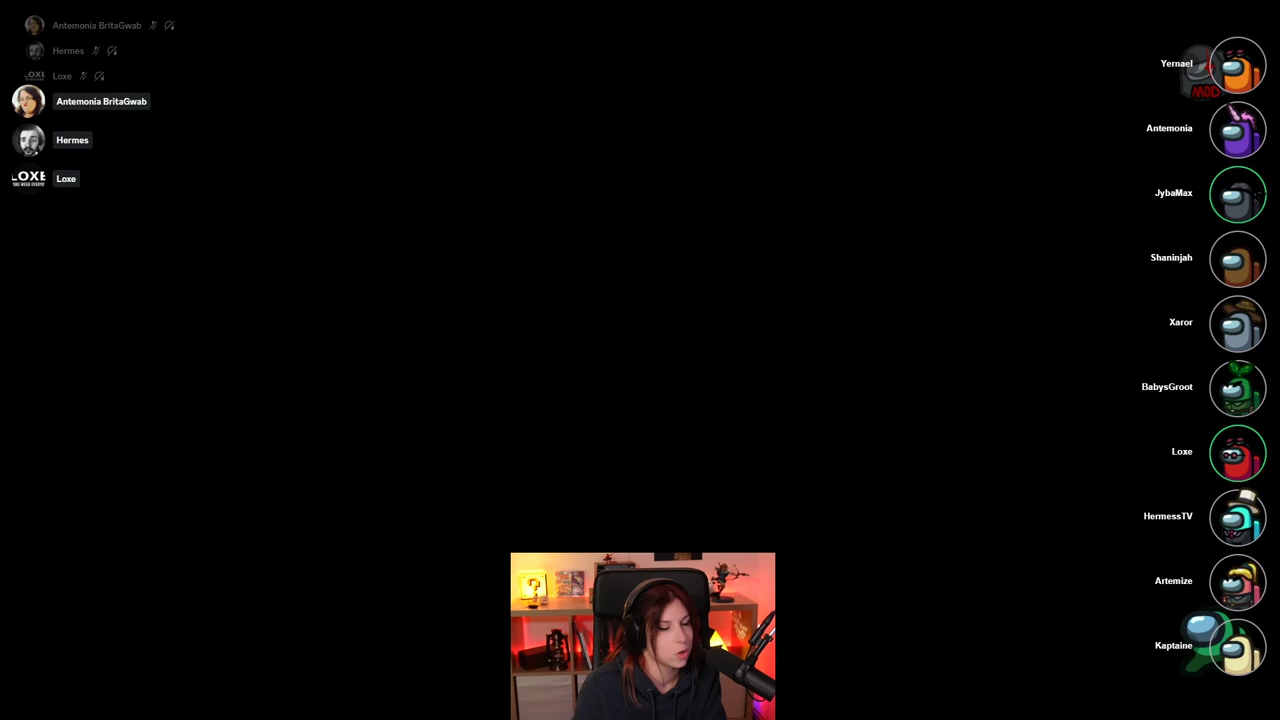 Antemonia BritaGwab
Hermes
Loxe
Antemonia BritaGwab
Hermes
Loxe
LOXE
Yernael
MOD
Antemonia
JybaMax
Shaninjah
Xaror
BabysGroot
Loxe
HermessTV
Artemize
Kaptaine